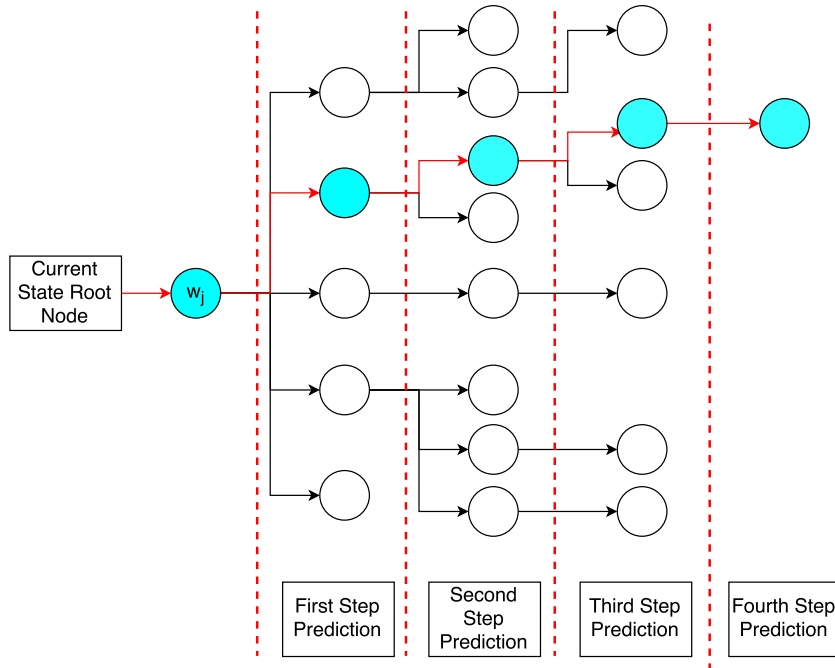 Current
State Root
Node
wj
First Step
Prediction
Second
Step
Prediction
Third Step
Prediction
Fourth Step
Prediction